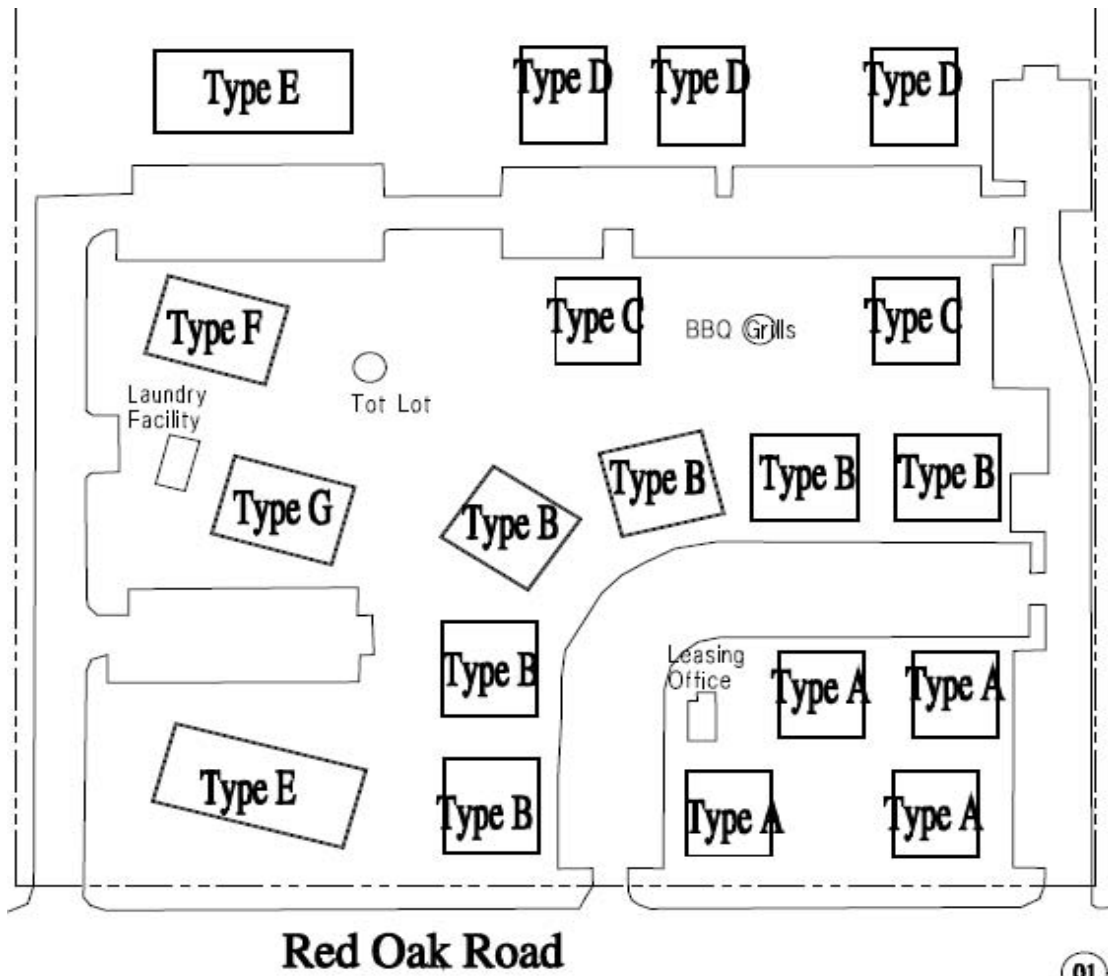 Type E
Type D
Type D
Type D
Type F
Type C
BBQ Grills
Type C
Laundry
Facility
Tot Lot
Type G
Type B
Type B
Type B
Type B
Type B
Leasing
Office
Type A
Type A
Type E
Type B
Type A
Type A
Red Oak Road
01